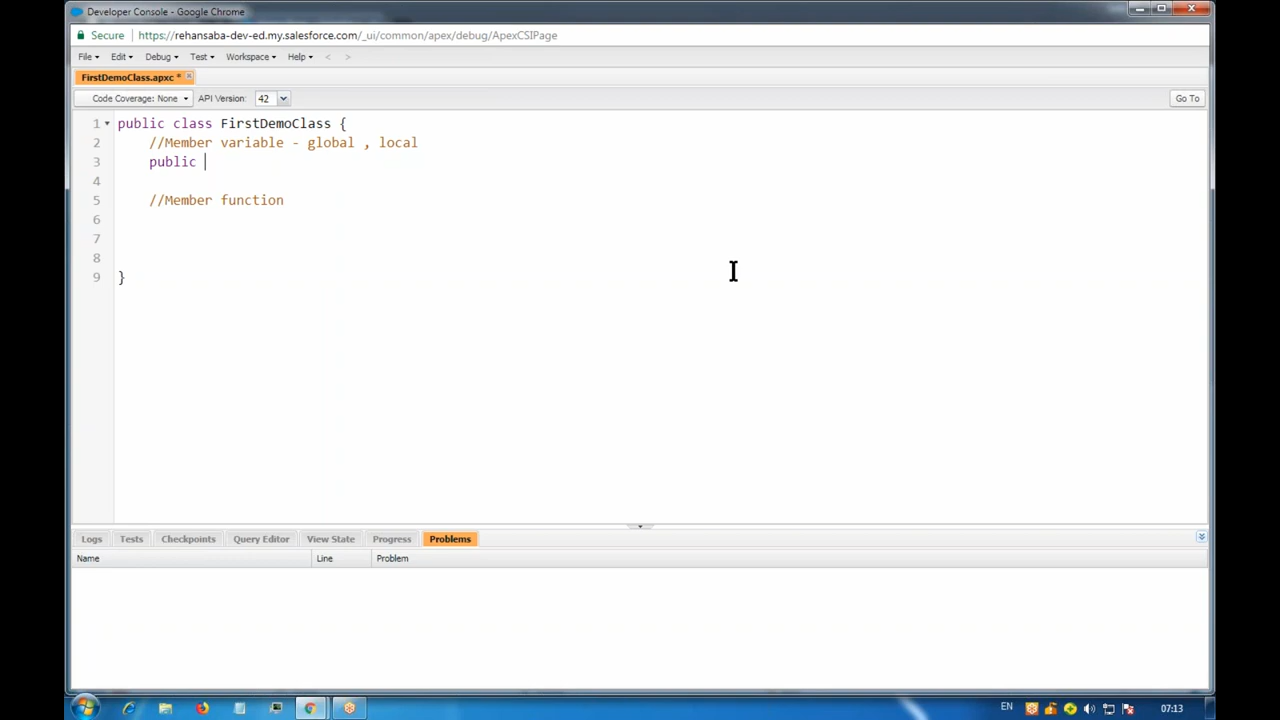 Developer Console - Google Chrome
Secure https://rehansaba-dev-ed.my.salesforce.com/_ui/common/apex/debug/ApexCSIPage
File Edit Debug Test Workspace Help < >
FirstDemoClass.apxc *
Code Coverage: None API Version: 42 Go To
1 public class FirstDemoClass {
2 //Member variable - global , local
3 public
4
5 //Member function
6
7
8
9 }
Logs Tests Checkpoints Query Editor View State Progress Problems
Name Line Problem
EN 07:13